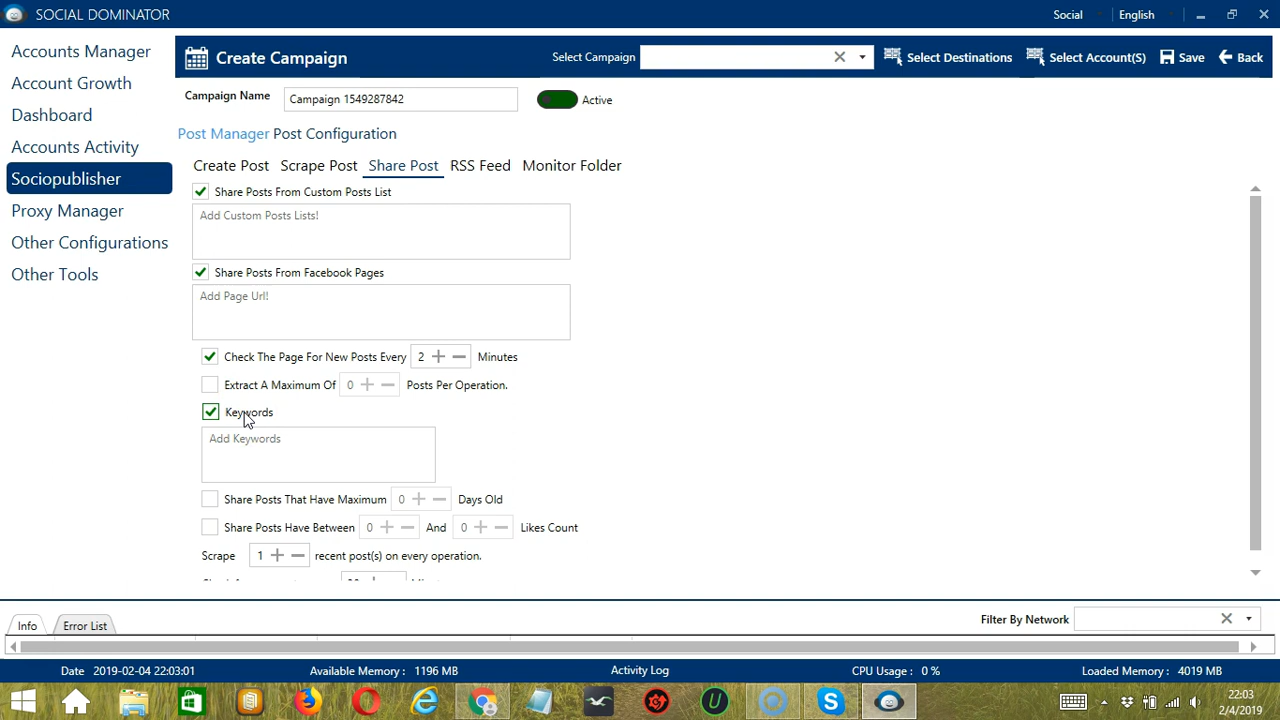 SOCIAL DOMINATOR
Social
English
Accounts Manager
Account Growth
Dashboard
Accounts Activity
Sociopublisher
Proxy Manager
Other Configurations
Other Tools
Create Campaign
Select Campaign
Select Destinations
Select Account(S)
Save
Back
Campaign Name
Campaign 1549287842
Active
Post Manager Post Configuration
Create Post Scrape Post Share Post RSS Feed Monitor Folder
Share Posts From Custom Posts List
Add Custom Posts Lists!
Share Posts From Facebook Pages
Add Page Url!
Check The Page For New Posts Every 2 Minutes
Extract A Maximum Of 0 Posts Per Operation.
Keywords
Add Keywords
Share Posts That Have Maximum 0 Days Old
Share Posts Have Between 0 And 0 Likes Count
Scrape 1 recent post(s) on every operation.
Info Error List
Filter By Network
Date 2019-02-04 22:03:01 Available Memory : 1196 MB Activity Log CPU Usage : 0 % Loaded Memory : 4019 MB
22:03
2/4/2019